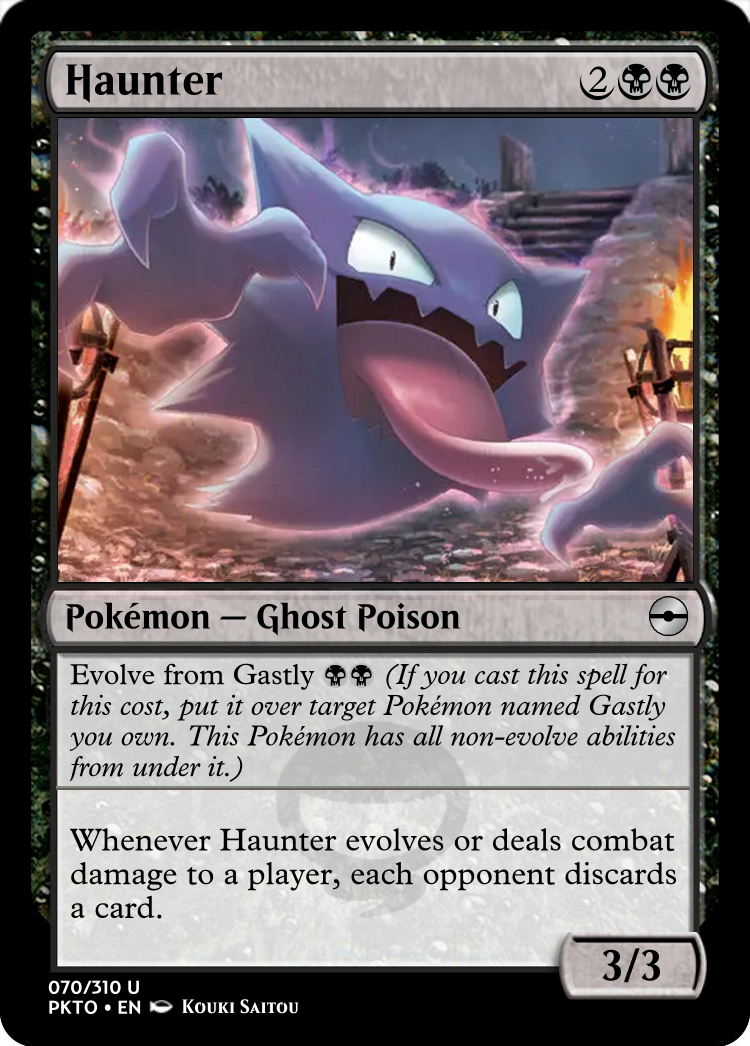 Haunter 2
Pokémon — Ghost Poison
Evolve from Gastly (If you cast this spell for
this cost, put it over target Pokémon named Gastly
you own. This Pokémon has all non-evolve abilities
from under it.)
Whenever Haunter evolves or deals combat
damage to a player, each opponent discards
a card.
3/3
070/310 U
PKTO • EN Kouki Saitou